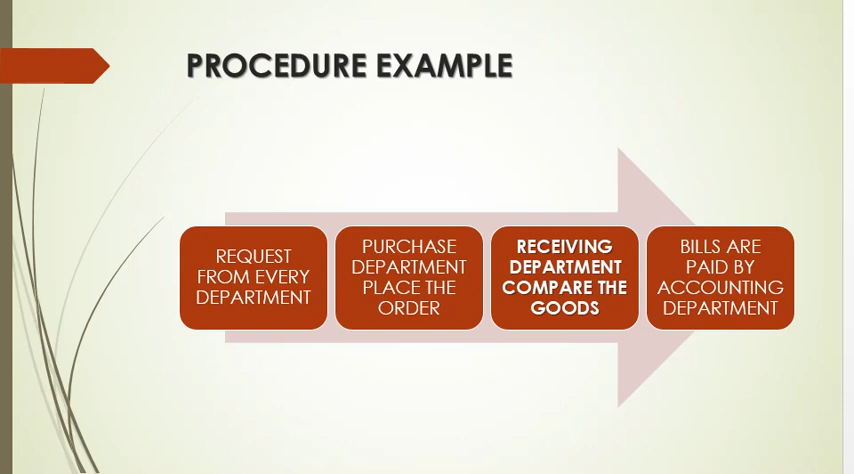 PROCEDURE EXAMPLE
REQUEST
FROM EVERY
DEPARTMENT
PURCHASE
DEPARTMENT
PLACE THE
ORDER
RECEIVING
DEPARTMENT
COMPARE THE
GOODS
BILLS ARE
PAID BY
ACCOUNTING
DEPARTMENT